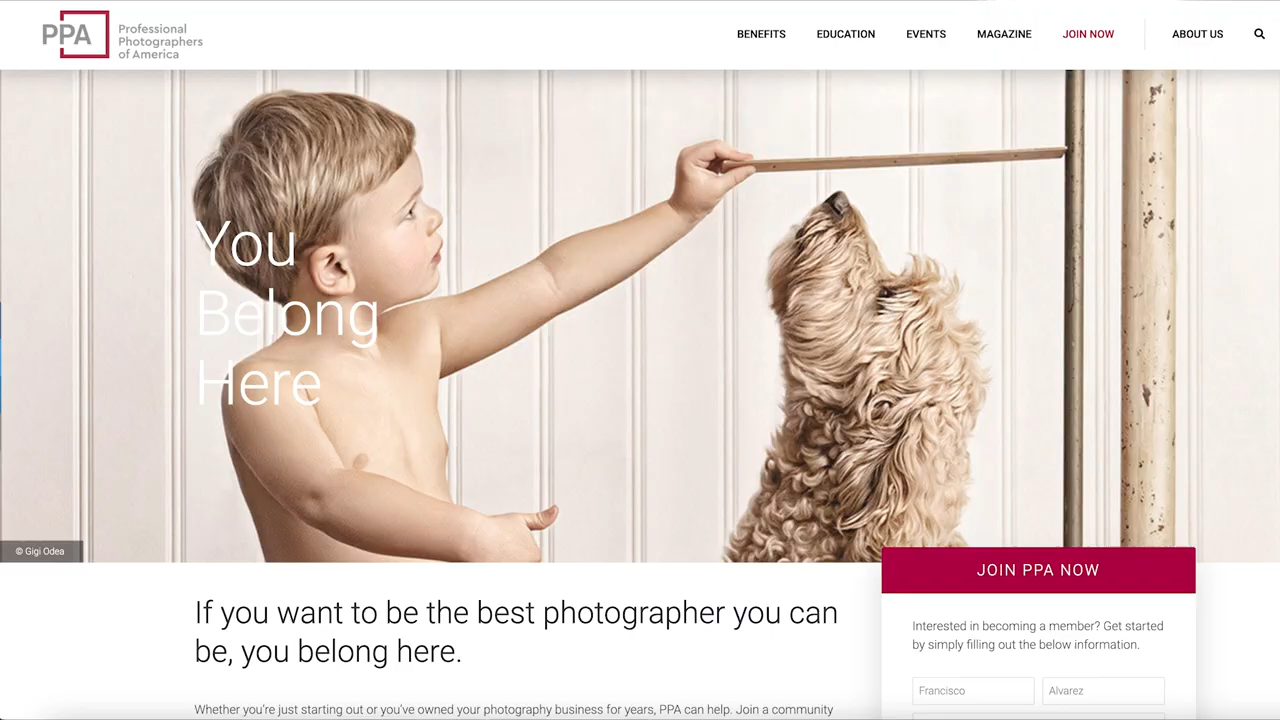 PPA
Professional
Photographers
of America
BENEFITS
EDUCATION
EVENTS
MAGAZINE
JOIN NOW
ABOUT US
You
Belong
Here
© Gigi Odea
JOIN PPA NOW
If you want to be the best photographer you can
be, you belong here.
Interested in becoming a member? Get started
by simply filling out the below information.
Francisco
Alvarez
Whether you're just starting out or you've owned your photography business for years, PPA can help. Join a community